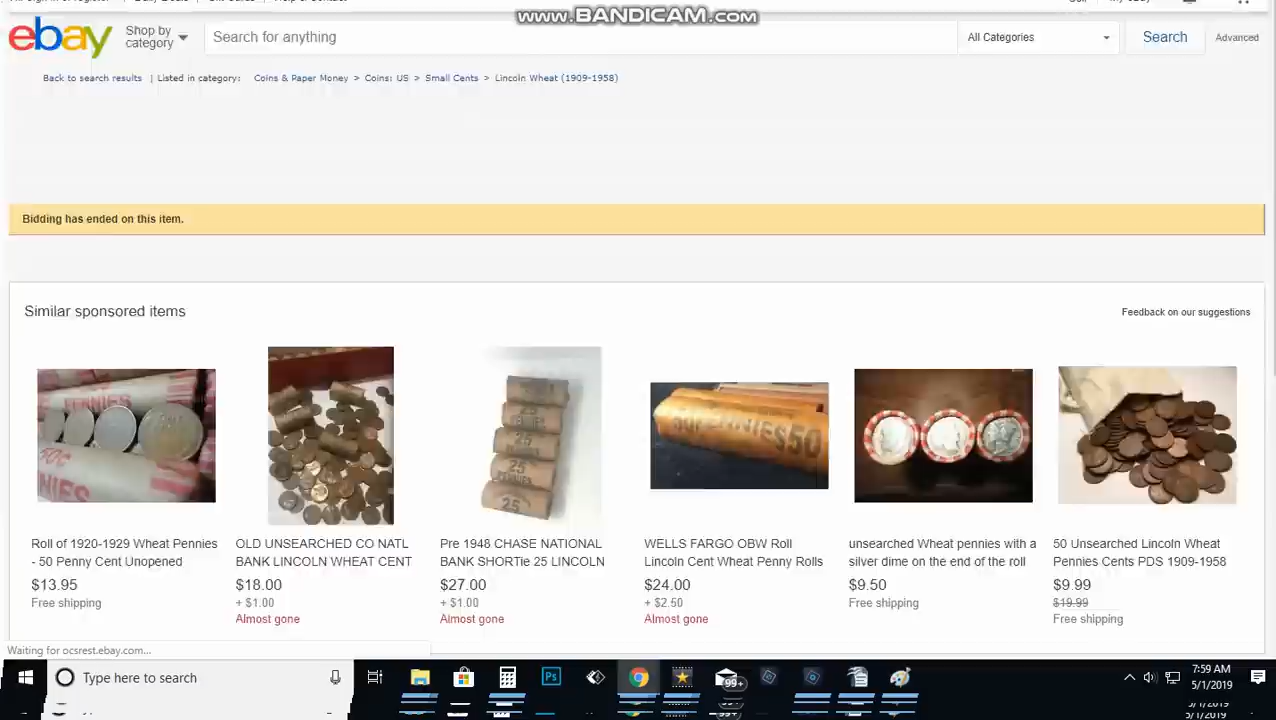 www.BANDICAM.com
ebay
Shop by
category
Search for anything
All Categories
Search
Advanced
Back to search results | Listed in category: Coins & Paper Money > Coins: US > Small Cents > Lincoln Wheat (1909-1958)
Bidding has ended on this item.
Similar sponsored items
Feedback on our suggestions
Roll of 1920-1929 Wheat Pennies
- 50 Penny Cent Unopened
$13.95
Free shipping
OLD UNSEARCHED CO NATL
BANK LINCOLN WHEAT CENT
$18.00
+ $1.00
Almost gone
25
25
25
Pre 1948 CHASE NATIONAL
BANK SHORTie 25 LINCOLN
$27.00
+ $1.00
Almost gone
50PENNIES50
WELLS FARGO OBW Roll
Lincoln Cent Wheat Penny Rolls
$24.00
+ $2.50
Almost gone
unsearched Wheat pennies with a
silver dime on the end of the roll
$9.50
Free shipping
50 Unsearched Lincoln Wheat
Pennies Cents PDS 1909-1958
$9.99
$19.99
Free shipping
Waiting for ocsrest.ebay.com...
Type here to search
Ps
99+
7:59 AM
5/1/2019